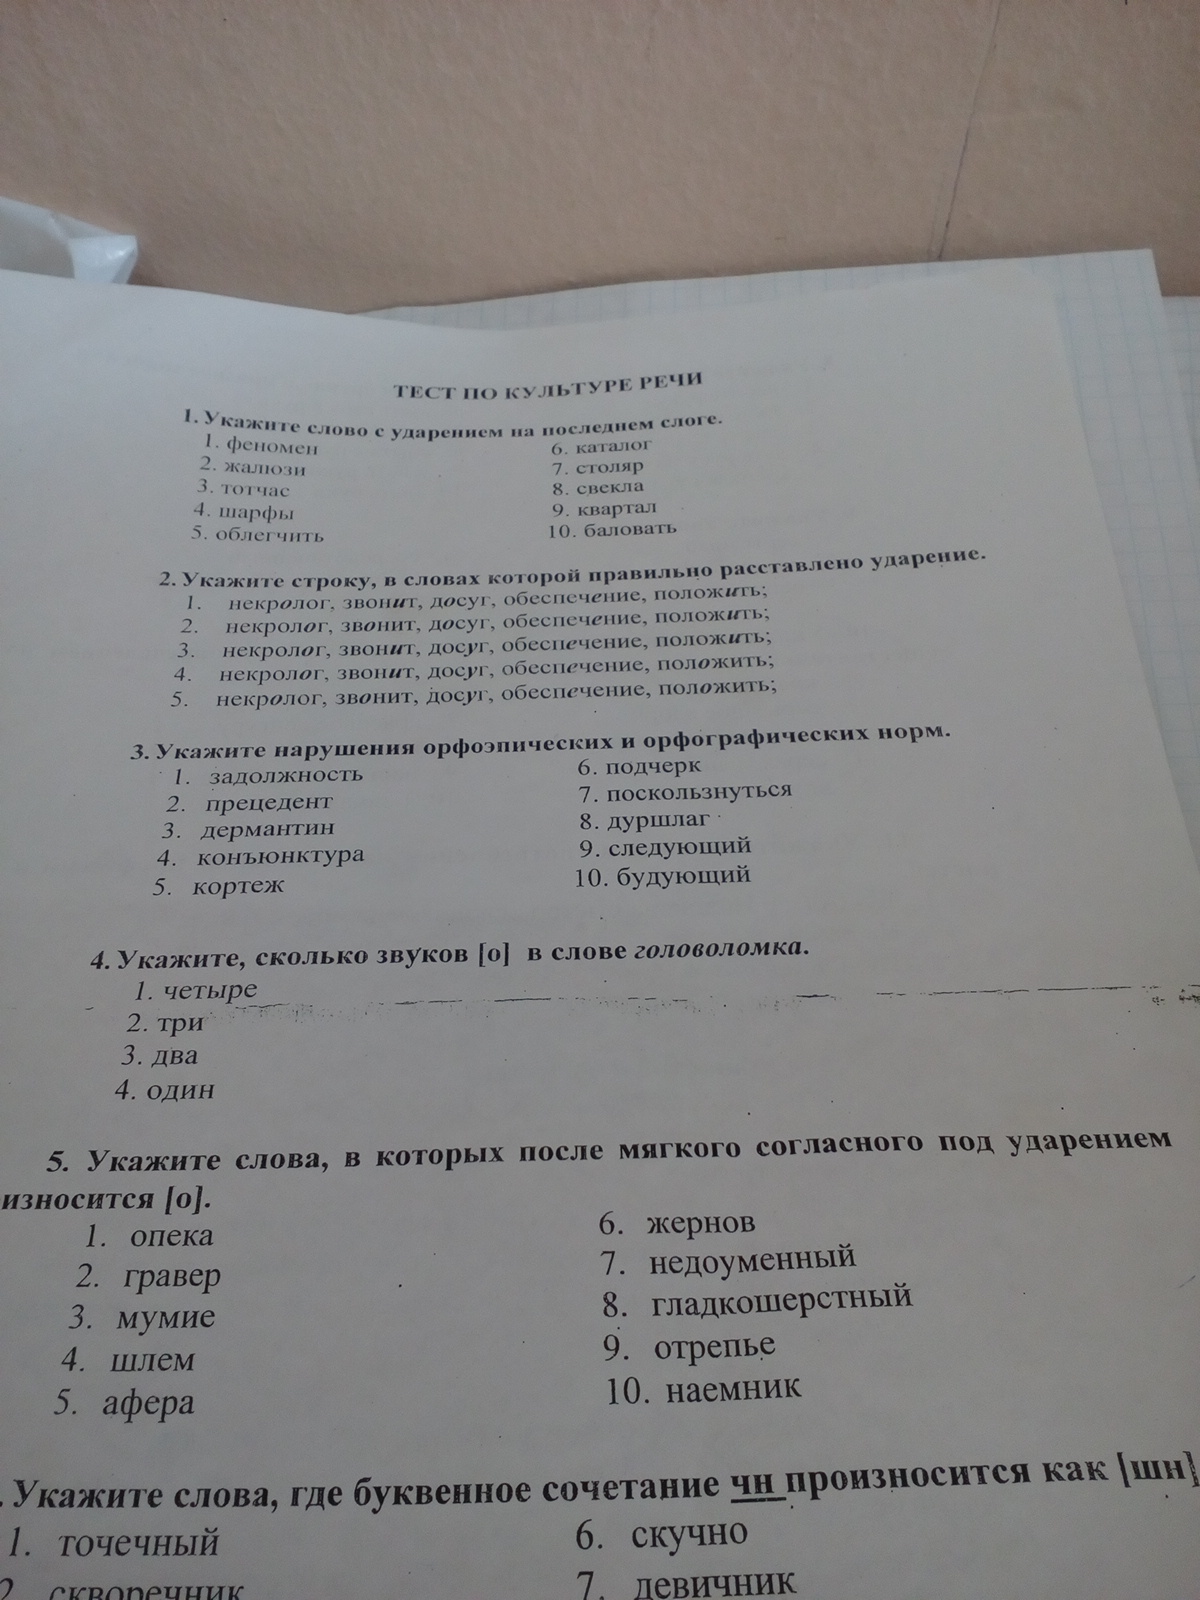 ТЕСТ ПО КУЛЬТУРЕ РЕЧИ
1. Укажите слово с ударением на последнем слоге.
1. феномен
2. жалюзи
3. тотчас
4. шарфы
5. облегчить
6. каталог
7. столяр
8. свекла
9. квартал
10. баловать
2. Укажите строку, в словах которой правильно расставлено ударение.
1. некролог, звонит, досуг, обеспечение, положить;
2. некролог, звонит, досуг, обеспечение, положить;
3. некролог, звонит, досуг, обеспечение, положить;
4. некролог, звонит, досуг, обеспечение, положить;
5. некролог, звонит, досуг, обеспечение, положить;
3. Укажите нарушения орфоэпических и орфографических норм.
1. задолжность
2. прецедент
3. дермантин
4. конъюнктура
5. кортеж
6. подчерк
7. поскользнуться
8. дуршлаг
9. следующий
10. будующий
4. Укажите, сколько звуков [о] в слове головоломка.
1. четыре
2. три
3. два
4. один
5. Укажите слова, в которых после мягкого согласного под ударением
износится [о].
1. опека
2. гравер
3. мумие
4. шлем
5. афера
6. жернов
7. недоуменный
8. гладкошерстный
9. отрепье
10. наемник
. Укажите слова, где буквенное сочетание чн произносится как [шн]
1. точечный
2. скворечник
6. скучно
7. девичник